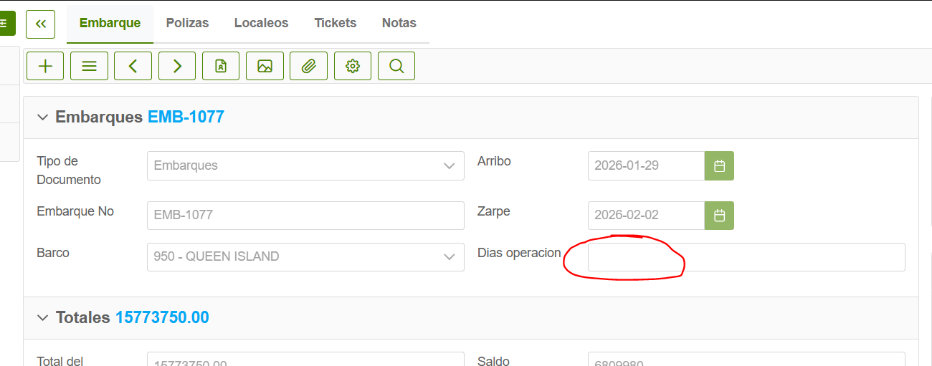 Embarque Polizas Localeos Tickets Notas
Embarques EMB-1077
Tipo de
Documento
Embarques
Arribo
2026-01-29
Embarque No
EMB-1077
Zarpe
2026-02-02
Barco
950 - QUEEN ISLAND
Dias operacion
Totales 15773750.00
Total del
15773750.00
Saldo
6809980